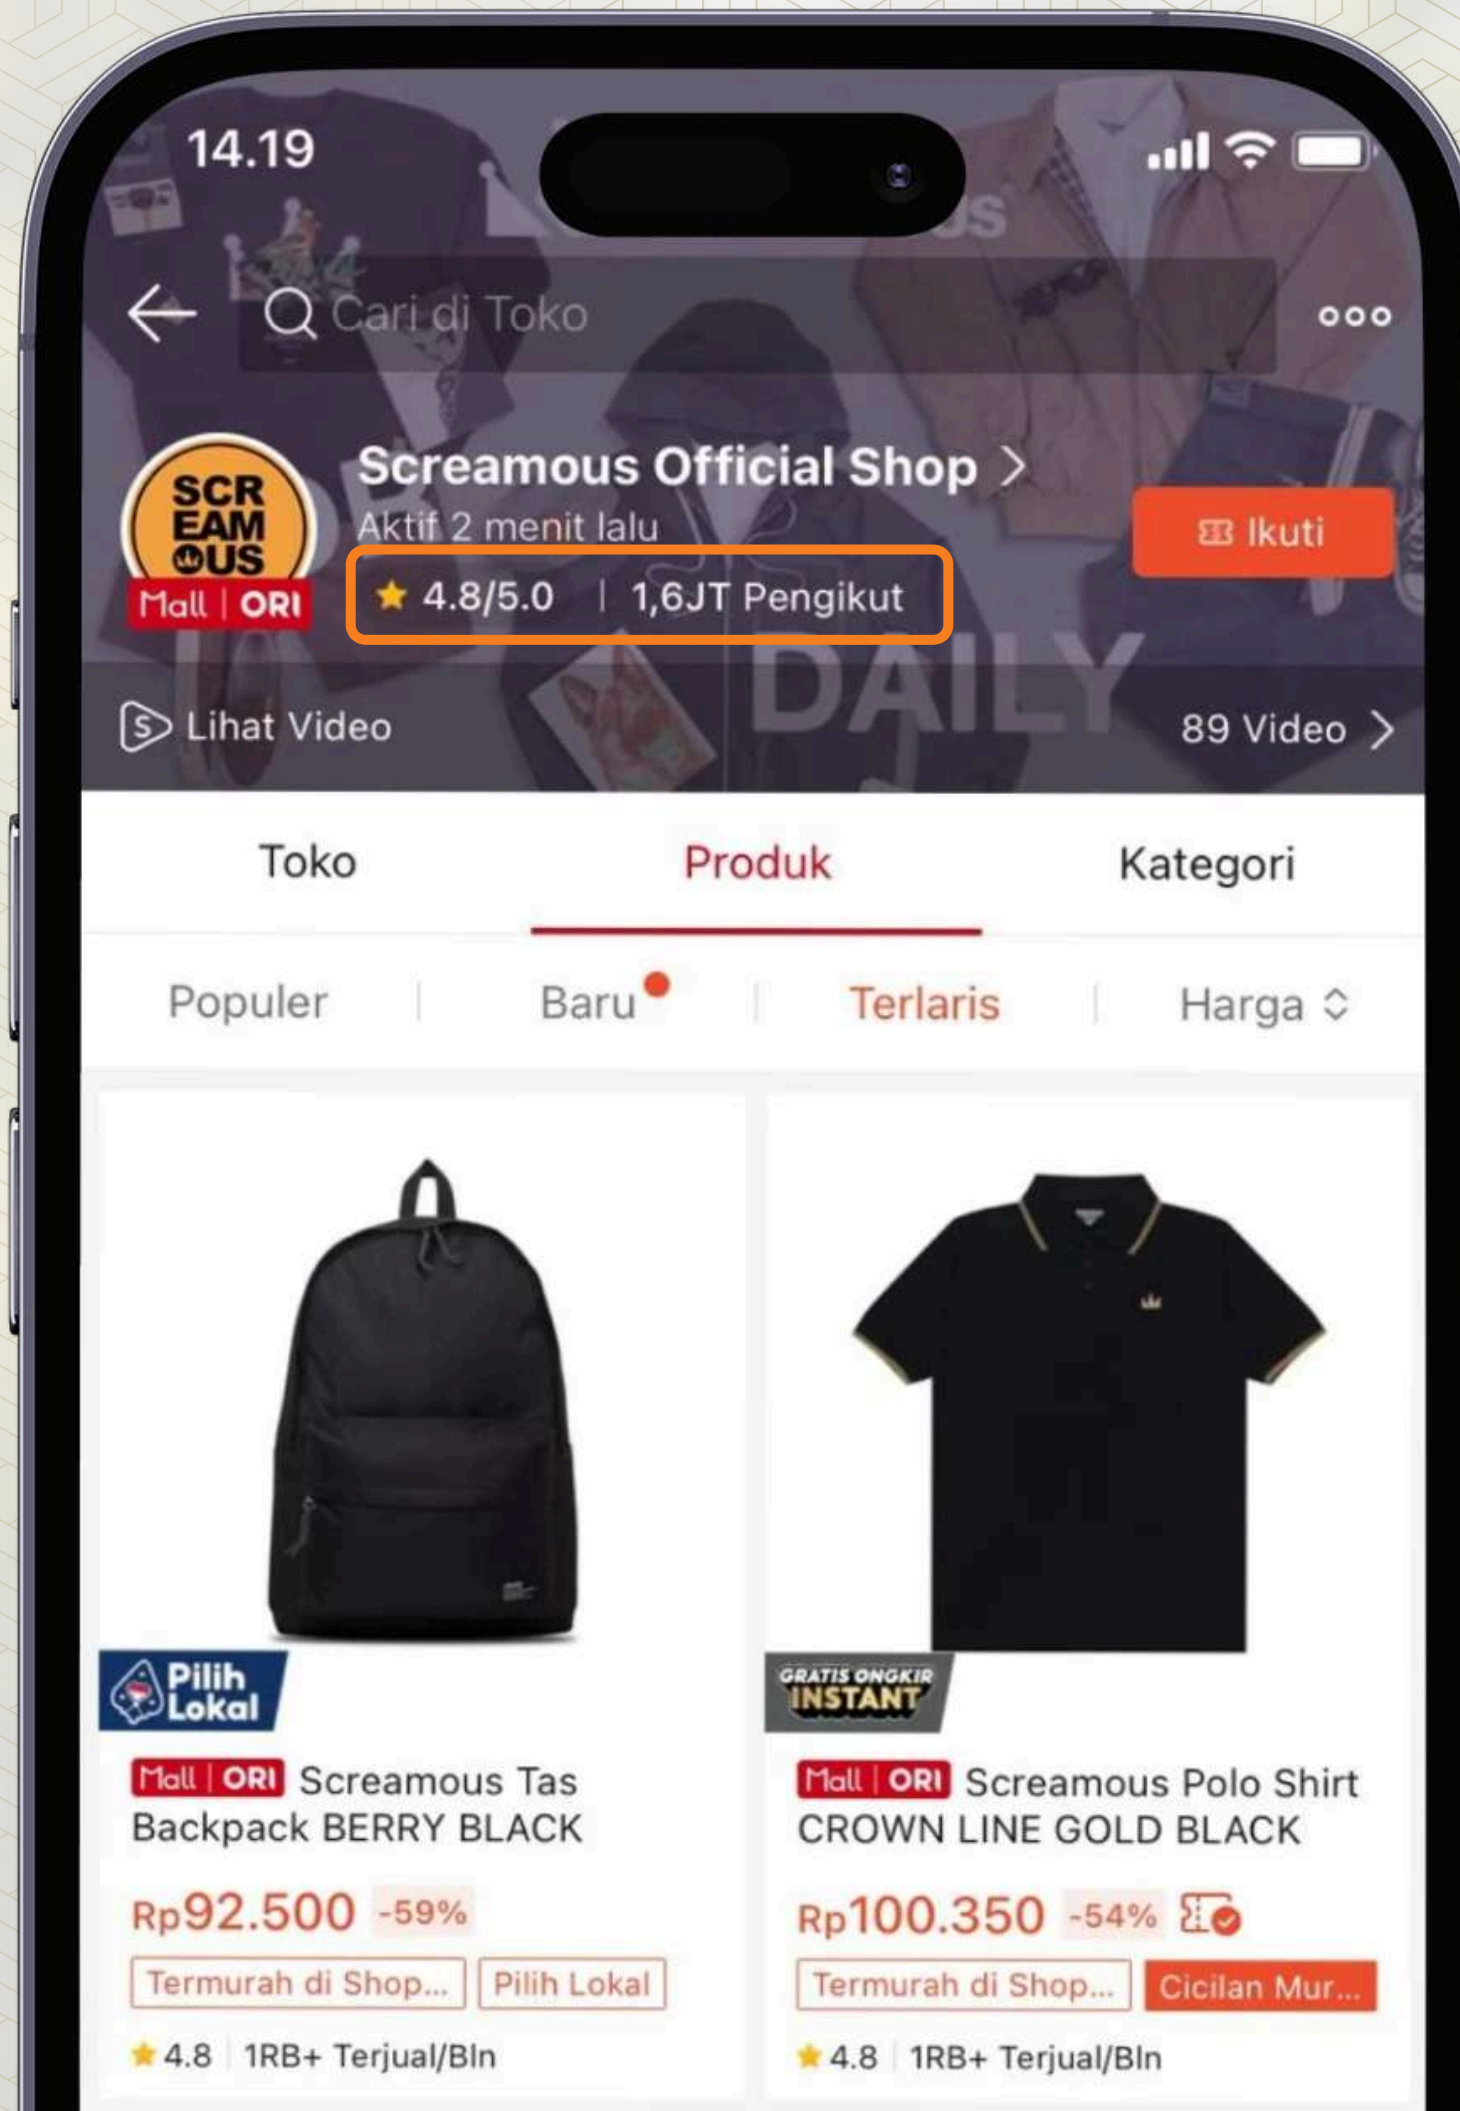 14.19
US
Cari di Toko
SCR
EAM
OUS
Mall | ORI
Screamous Official Shop
Aktif 2 menit lalu
4.8/5.0 | 1,6JT Pengikut
Ikuti
DAILY
Lihat Video
89 Video
Toko
Produk
Kategori
Populer
Baru
Terlaris
Harga
Pilih
Lokal
Mall | ORI Screamous Tas
Backpack BERRY BLACK
Rp92.500 -59%
Termurah di Shop... Pilih Lokal
4.8 | 1RB+ Terjual/Bln
GRATIS ONGKIR
INSTANT
Mall | ORI Screamous Polo Shirt
CROWN LINE GOLD BLACK
Rp100.350 -54%
Termurah di Shop... Cicilan Mur...
4.8 | 1RB+ Terjual/Bln